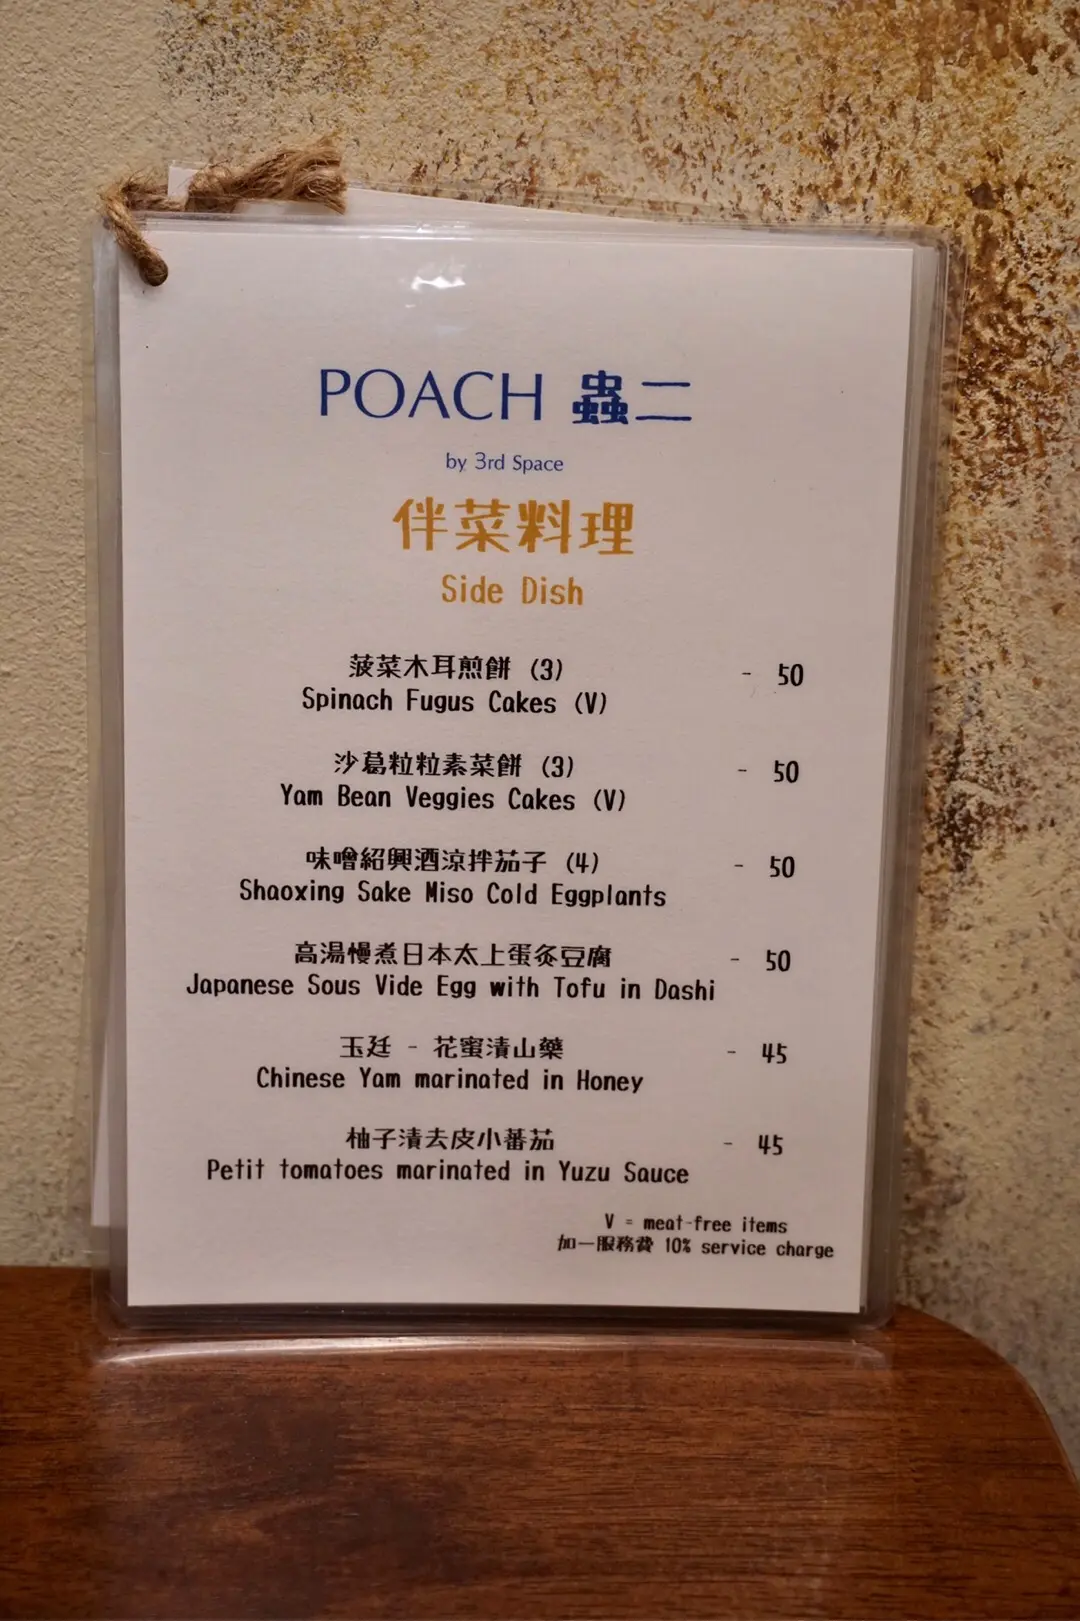 POACH 蟲二
by 3rd Space
伴菜料理
Side Dish
菠菜木耳煎餅 (3) - 50
Spinach Fugus Cakes (V)
沙葛粒粒素菜餅 (3) - 50
Yam Bean Veggies Cakes (V)
味噌紹興酒涼拌茄子 (4) - 50
Shaoxing Sake Miso Cold Eggplants
高湯慢煮日本太上蛋灸豆腐 - 50
Japanese Sous Vide Egg with Tofu in Dashi
玉廷 - 花蜜漬山藥 - 45
Chinese Yam marinated in Honey
柚子漬去皮小蕃茄 - 45
Petit tomatoes marinated in Yuzu Sauce
V = meat-free items
加一服務費 10% service charge